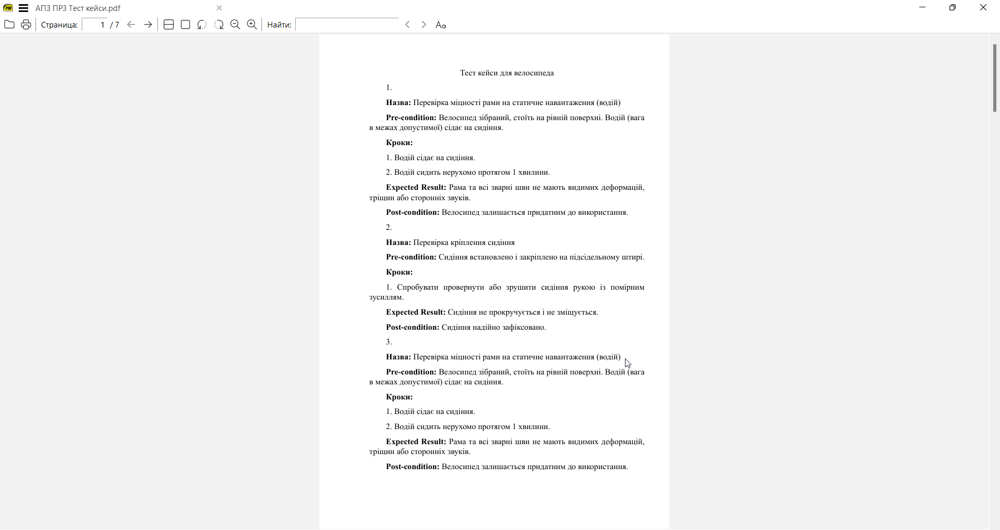 АПЗ ПР3 Тест кейси.pdf
Страница: 1 / 7 Найти: Aa
Тест кейси для велосипеда
1.
Назва: Перевірка міцності рами на статичне навантаження (водій)
Pre-condition: Велосипед зібраний, стоїть на рівній поверхні. Водій (вага
в межах допустимої) сідає на сидіння.
Кроки:
1. Водій сідає на сидіння.
2. Водій сидить нерухомо протягом 1 хвилини.
Expected Result: Рама та всі зварні шви не мають видимих деформацій,
тріщин або сторонніх звуків.
Post-condition: Велосипед залишається придатним до використання.
2.
Назва: Перевірка кріплення сидіння
Pre-condition: Сидіння встановлено і закріплено на підсідельному штирі.
Кроки:
1. Спробувати провернути або зрушити сидіння рукою із помірним
зусиллям.
Expected Result: Сидіння не прокручується і не зміщується.
Post-condition: Сидіння надійно зафіксовано.
3.
Назва: Перевірка міцності рами на статичне навантаження (водій)
Pre-condition: Велосипед зібраний, стоїть на рівній поверхні. Водій (вага
в межах допустимої) сідає на сидіння.
Кроки:
1. Водій сідає на сидіння.
2. Водій сидить нерухомо протягом 1 хвилини.
Expected Result: Рама та всі зварні шви не мають видимих деформацій,
тріщин або сторонніх звуків.
Post-condition: Велосипед залишається придатним до використання.